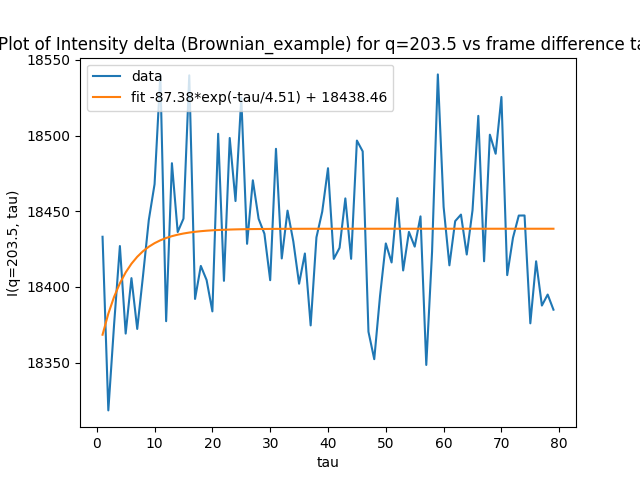 Plot of Intensity delta (Brownian_example) for q=203.5 vs frame difference ta
data
fit -87.38*exp(-tau/4.51) + 18438.46
I(q=203.5, tau)
18550
18500
18450
18400
18350
0 10 20 30 40 50 60 70 80
tau